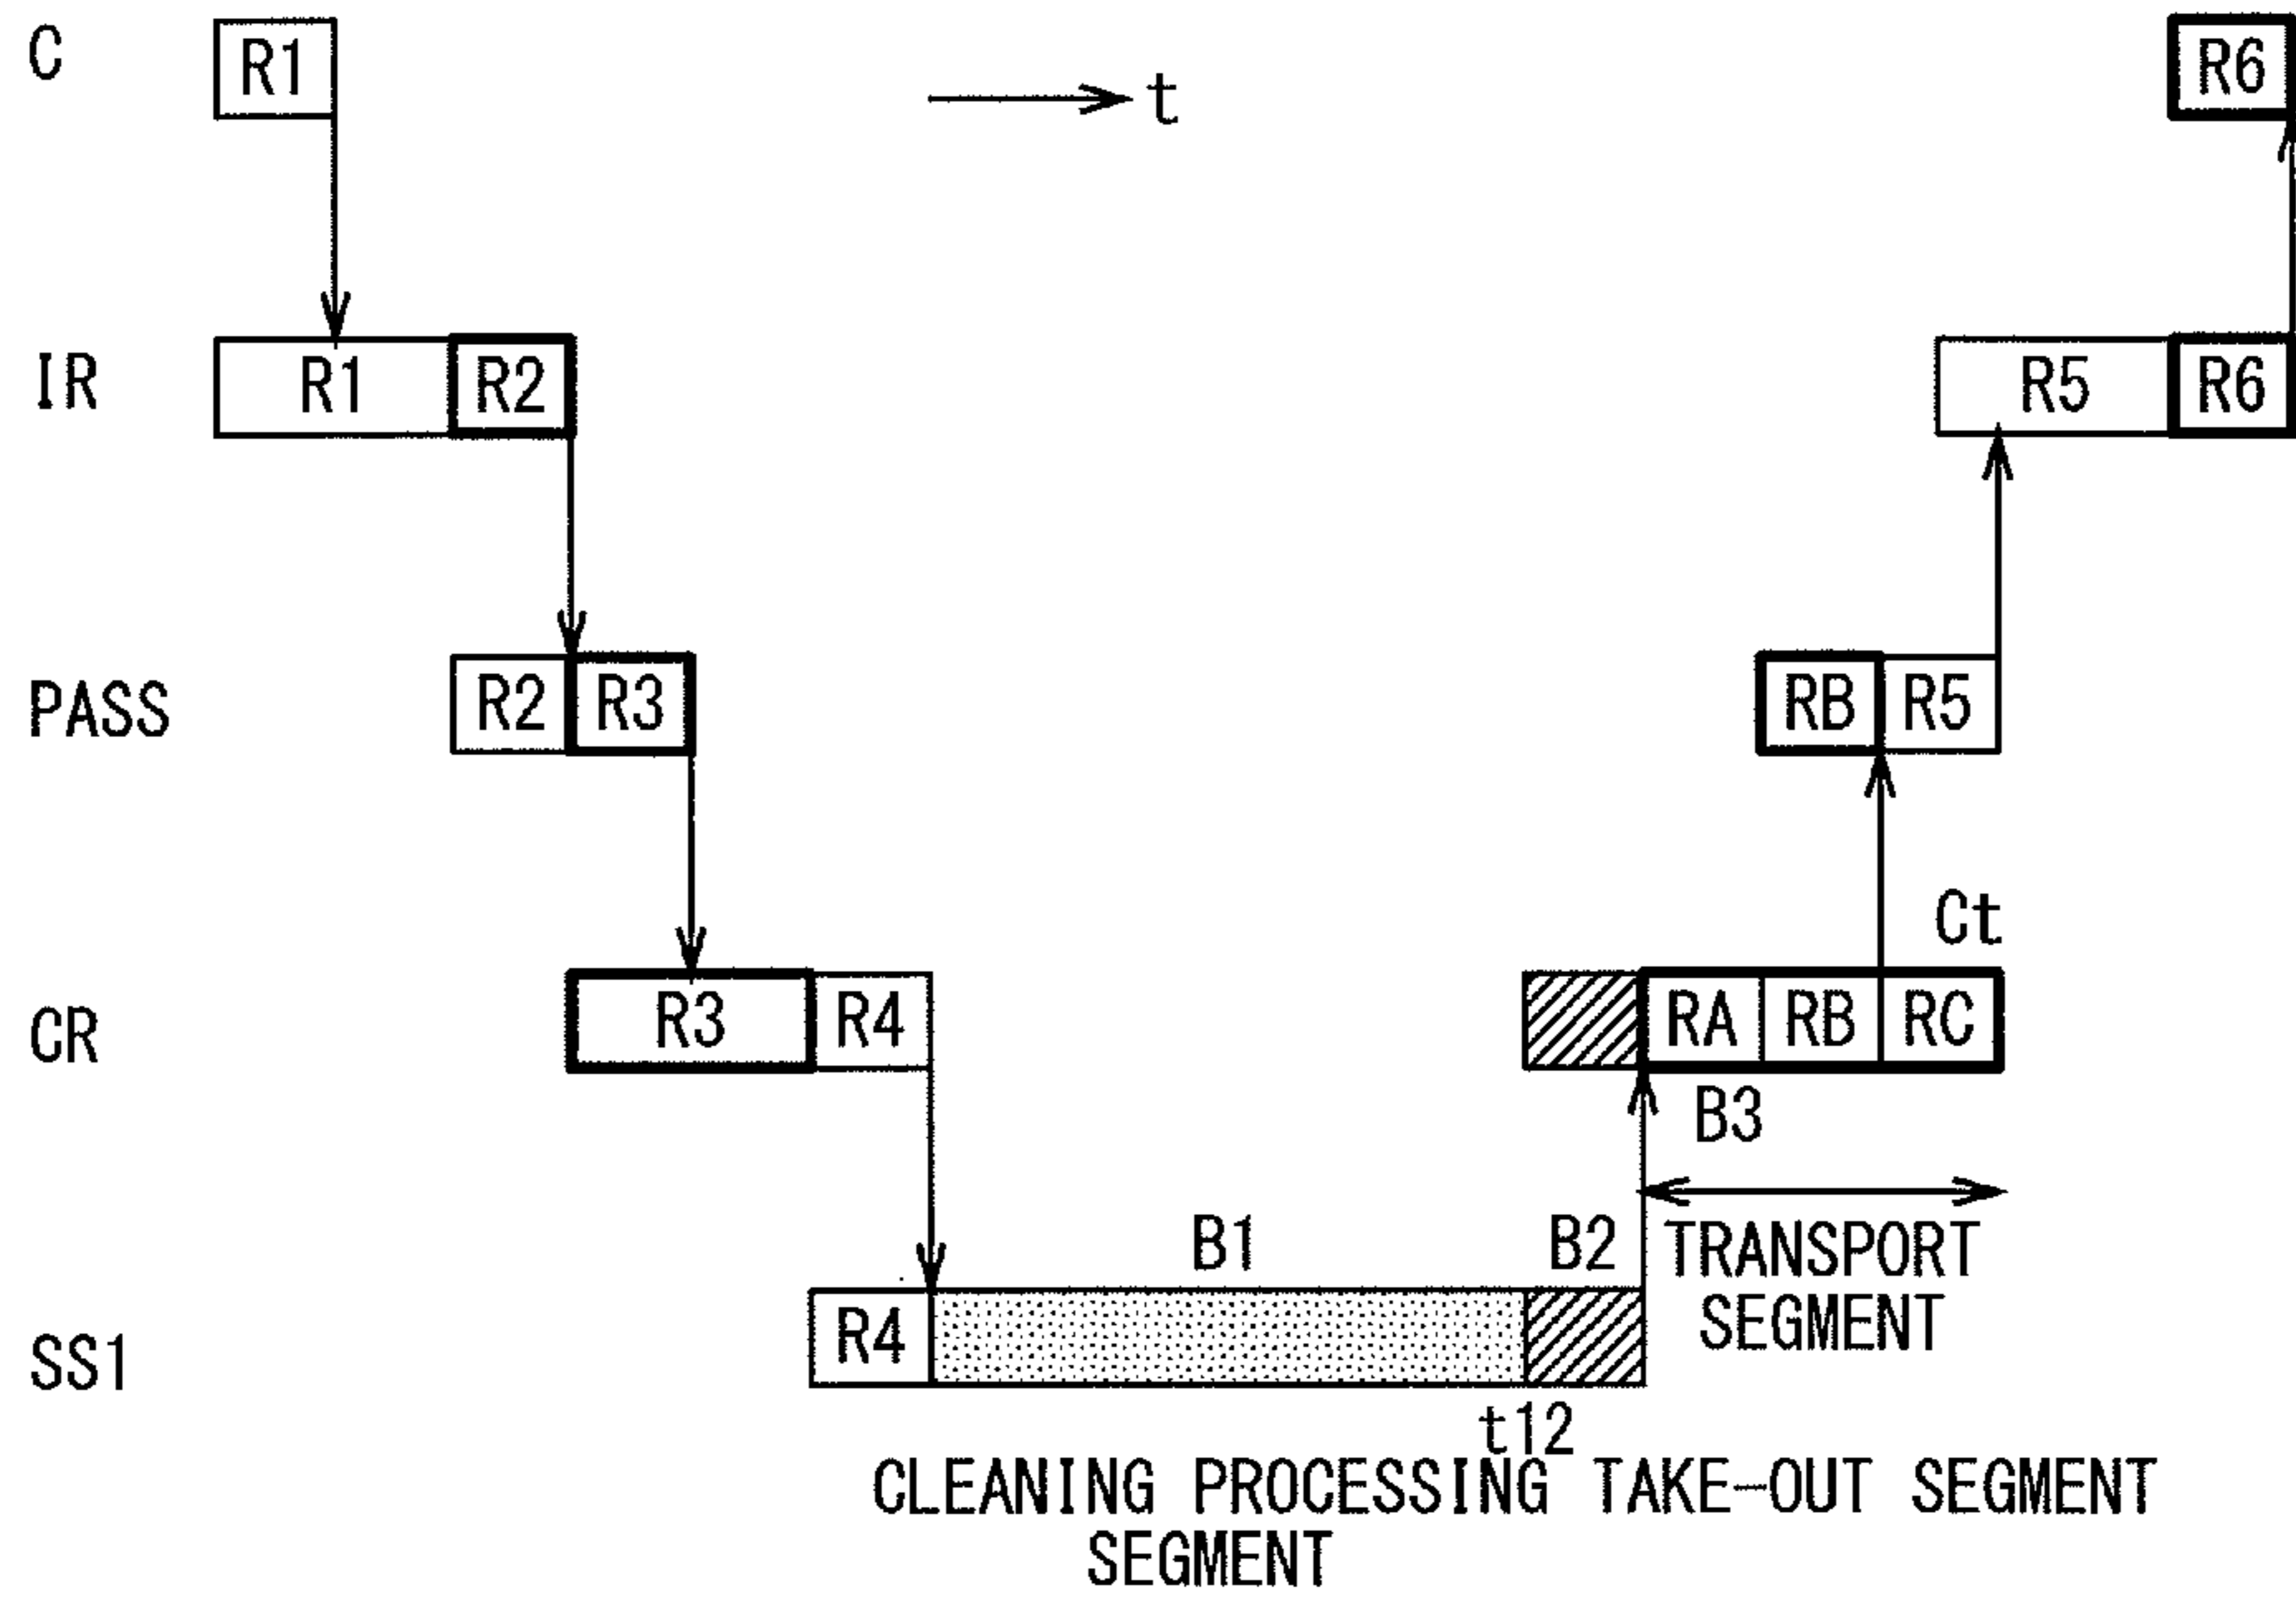 C R1 t R6
IR R1 R2 R5 R6
PASS R2 R3 RB R5
Ct
CR R3 R4 RA RB RC
B3
B1 B2 TRANSPORT
SEGMENT
SS1 R4
t12
CLEANING PROCESSING TAKE-OUT SEGMENT
SEGMENT